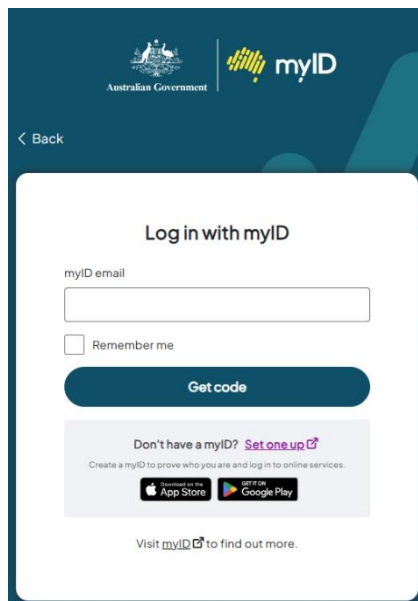 Australian Government
myID
Back
Log in with myID
myID email
Remember me
Get code
Don't have a myID? Set one up
Create a myID to prove who you are and log in to online services.
Download on the App Store
GET IT ON Google Play
Visit myID to find out more.